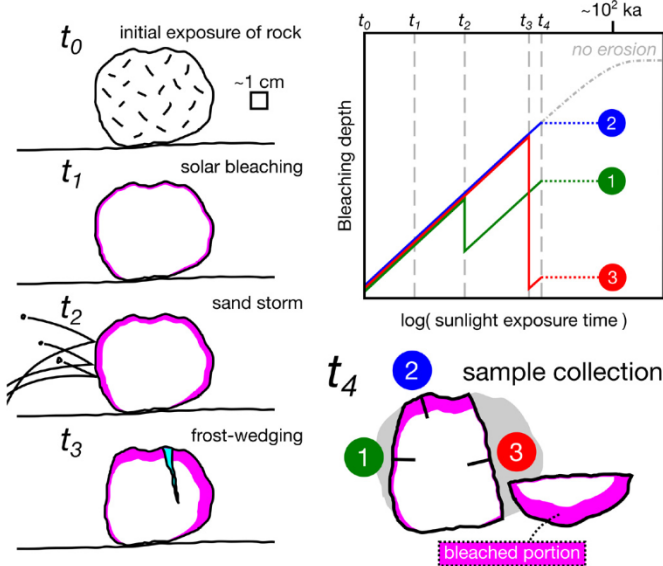 t0
initial exposure of rock
~1 cm
t1
solar bleaching
t2
sand storm
t3
frost-wedging
t0 t1 t2 t3 t4 ~10² ka
no erosion
2
1
3
Bleaching depth
log( sunlight exposure time )
t4
sample collection
2
1
3
bleached portion